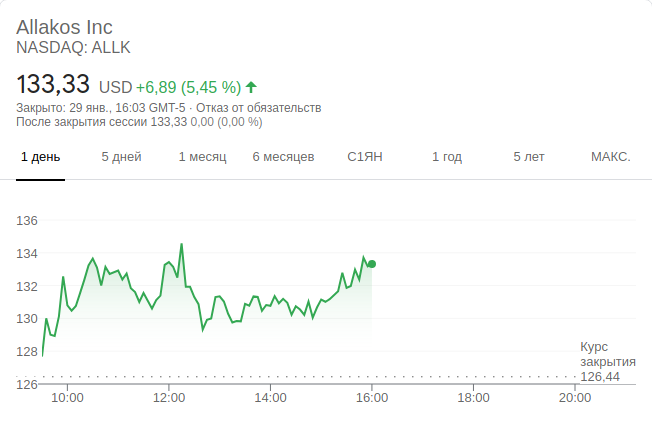 Allakos Inc
NASDAQ: ALLK
133,33 USD +6,89 (5,45 %)
Закрыто: 29 янв., 16:03 GMT-5 · Отказ от обязательств
После закрытия сессии 133,33 0,00 (0,00 %)
1 день 5 дней 1 месяц 6 месяцев С1ЯН 1 год 5 лет МАКС.
136
134
132
130
128
126
Курс
закрытия
126,44
10:00 12:00 14:00 16:00 18:00 20:00